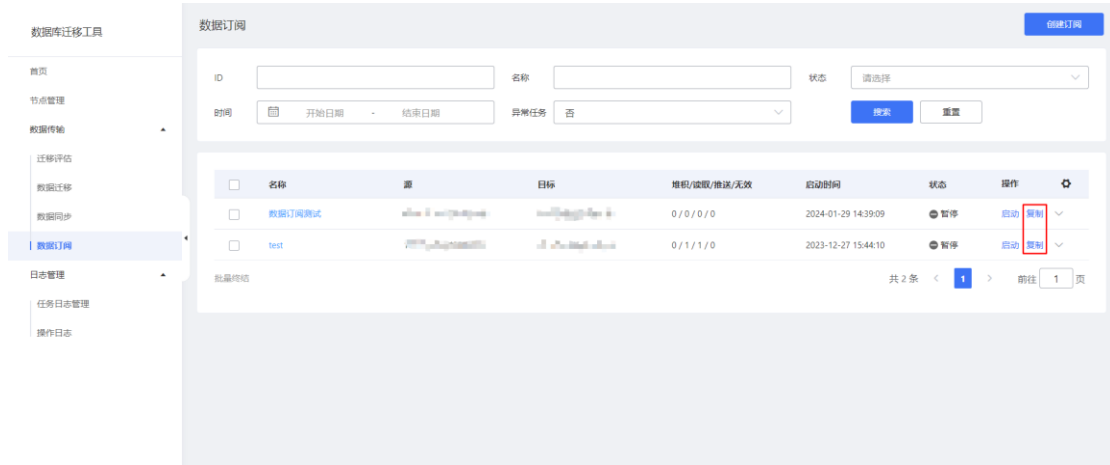 数据库迁移工具
首页
节点管理
数据传输
迁移评估
数据迁移
数据同步
数据订阅
日志管理
任务日志管理
操作日志
数据订阅
创建订阅
ID
名称
状态 请选择
时间 开始日期 - 结束日期
异常任务 否
搜索 重置
名称 源 目标 堆积/读取/推送/无效 启动时间 状态 操作
数据订阅测试 0 / 0 / 0 / 0 2024-01-29 14:39:09 暂停 启动 复制
test 0 / 1 / 1 / 0 2023-12-27 15:44:10 暂停 启动 复制
批量终结 共 2 条 < 1 > 前往 1 页